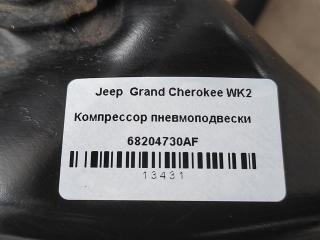 Jeep Grand Cherokee WK2
Компрессор пневмоподвески
68204730AF
13431